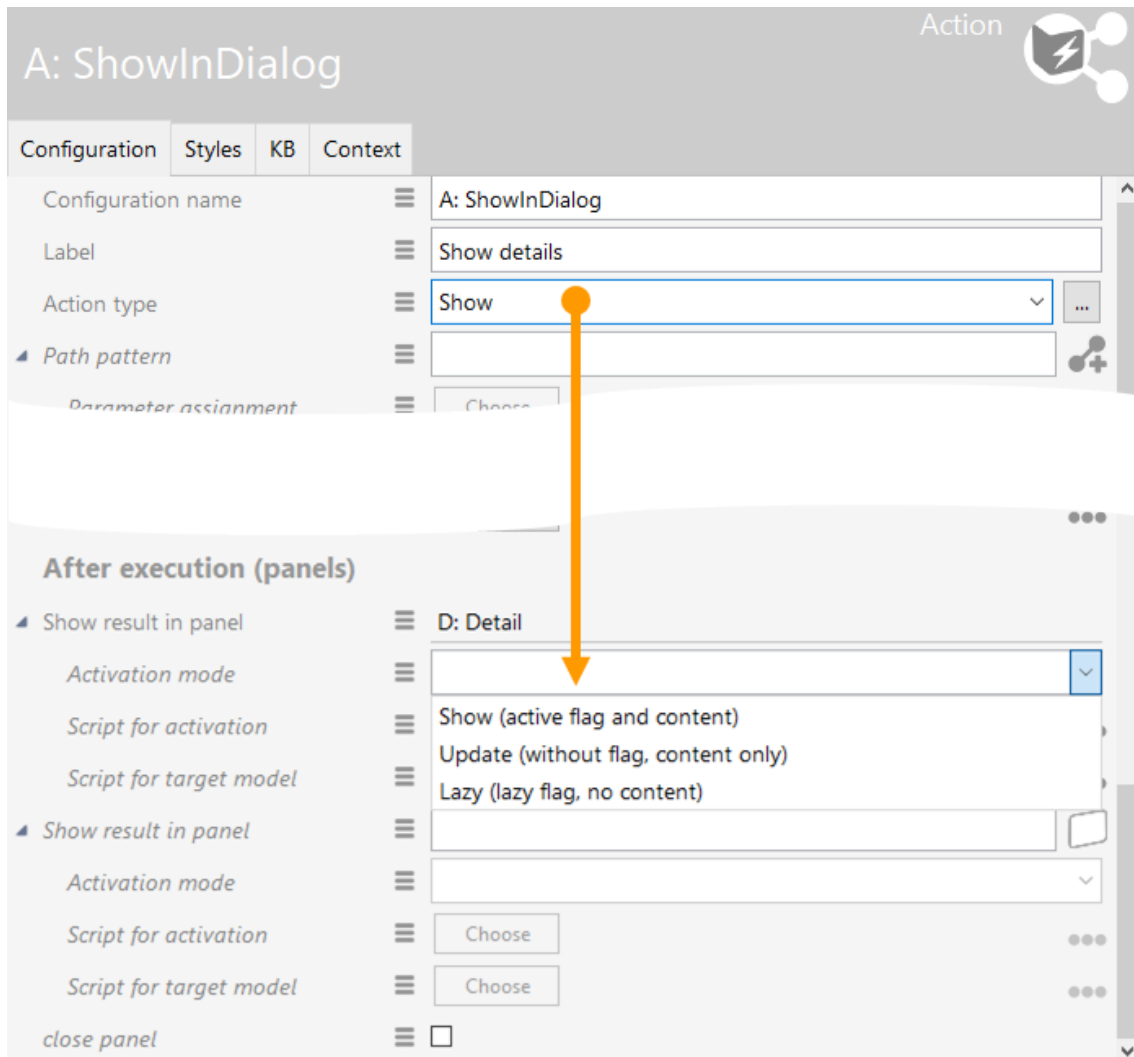 Action
A: ShowInDialog
Configuration Styles KB Context
Configuration name A: ShowInDialog
Label Show details
Action type Show ...
Path pattern
Parameter assignment Choose
After execution (panels)
Show result in panel D: Detail
Activation mode
Script for activation Show (active flag and content)
Update (without flag, content only)
Script for target model Lazy (lazy flag, no content)
Show result in panel
Activation mode
Script for activation Choose
Script for target model Choose
close panel